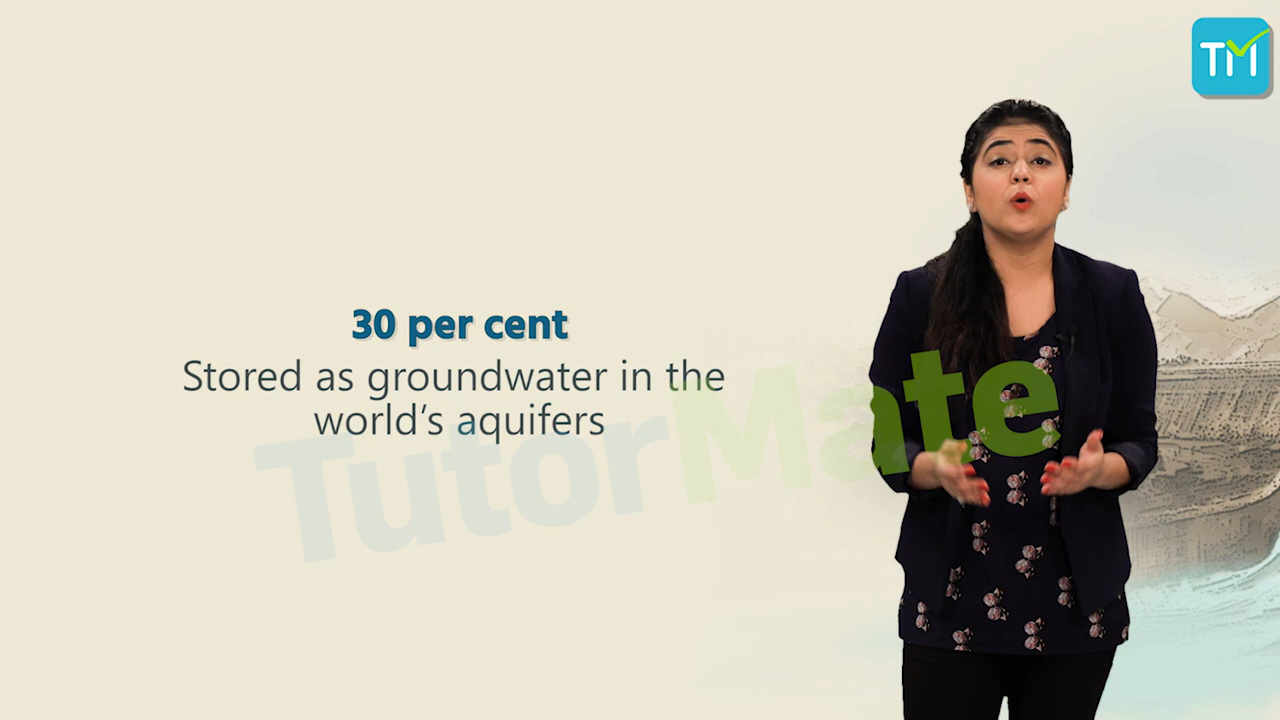 TM
30 per cent
Stored as groundwater in the
world’s aquifers
TutorMate